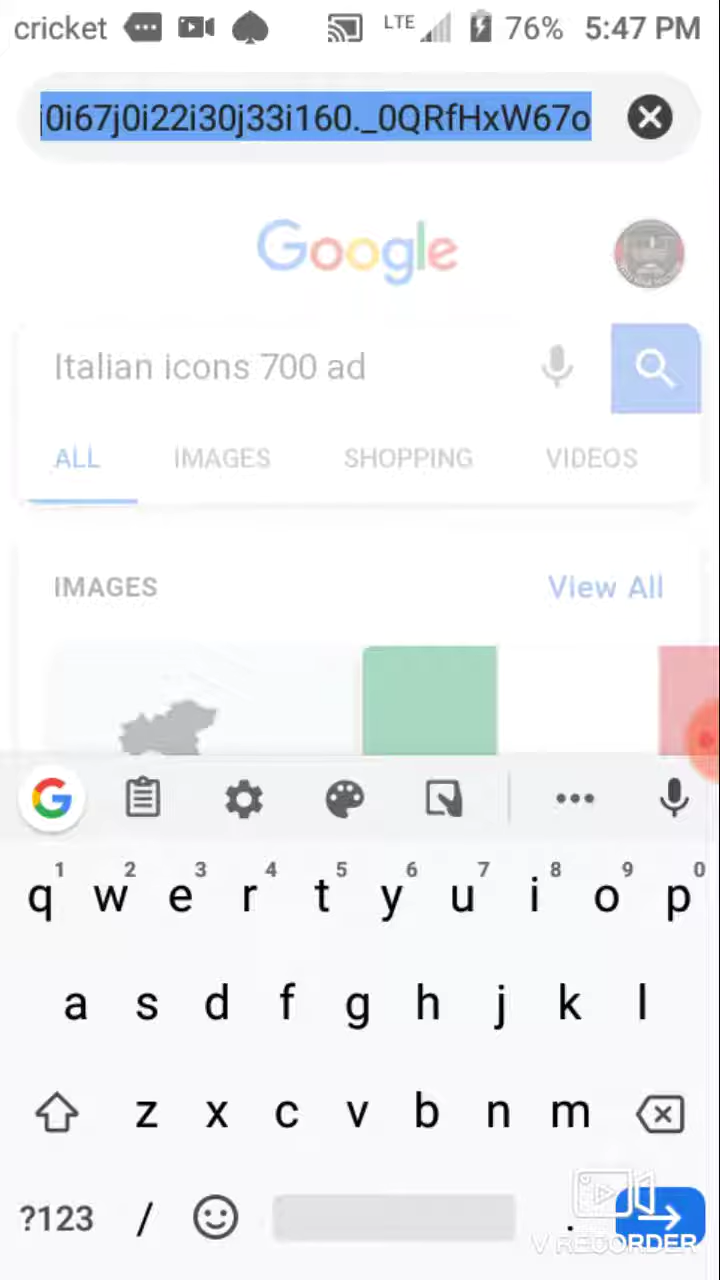 cricket LTE 76% 5:47 PM
0i67j0i22i30j33i160._0QRfHxW67o
Google
Italian icons 700 ad
ALL IMAGES SHOPPING VIDEOS
IMAGES View All
G
1 2 3 4 5 6 7 8 9 0
q w e r t y u i o p
a s d f g h j k l
z x c v b n m
?123 / .
V RECORDER